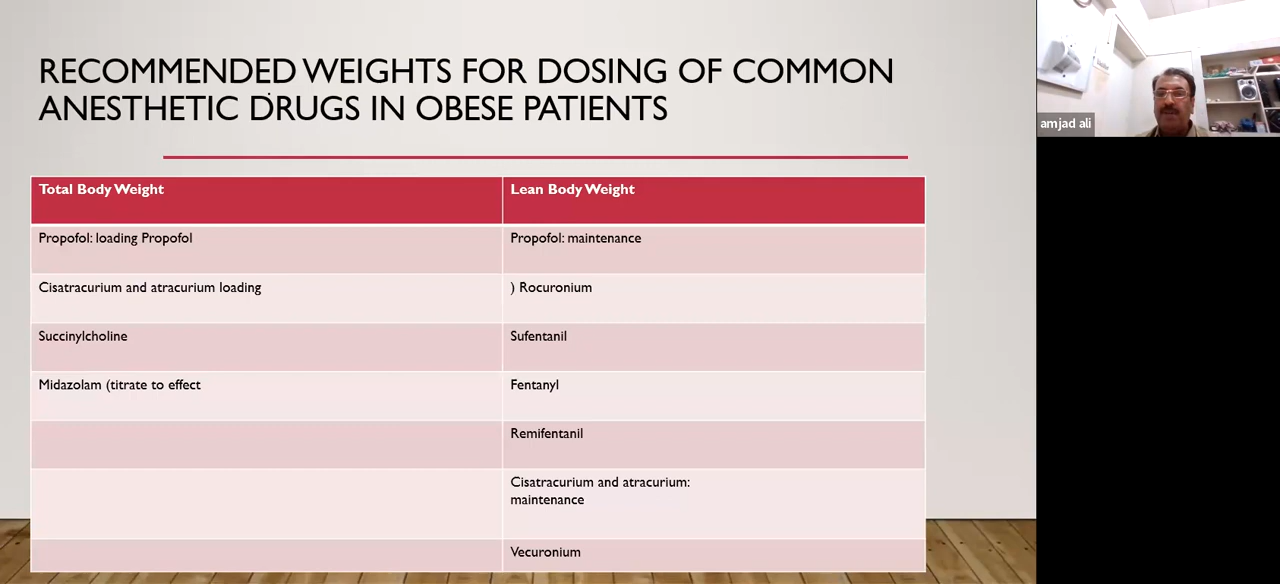 RECOMMENDED WEIGHTS FOR DOSING OF COMMON
ANESTHETIC DRUGS IN OBESE PATIENTS
amjad ali
Total Body Weight
Lean Body Weight
Propofol: loading Propofol
Propofol: maintenance
Cisatracurium and atracurium loading
) Rocuronium
Succinylcholine
Sufentanil
Midazolam (titrate to effect
Fentanyl
Remifentanil
Cisatracurium and atracurium:
maintenance
Vecuronium